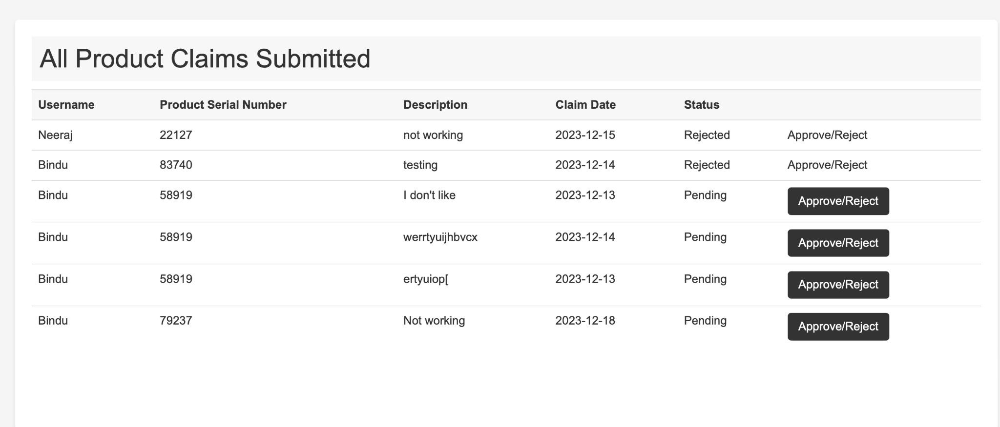 All Product Claims Submitted
Username Product Serial Number Description Claim Date Status
Neeraj 22127 not working 2023-12-15 Rejected Approve/Reject
Bindu 83740 testing 2023-12-14 Rejected Approve/Reject
Bindu 58919 I don't like 2023-12-13 Pending Approve/Reject
Bindu 58919 werrtyuijhbvcx 2023-12-14 Pending Approve/Reject
Bindu 58919 ertyuiop[ 2023-12-13 Pending Approve/Reject
Bindu 79237 Not working 2023-12-18 Pending Approve/Reject